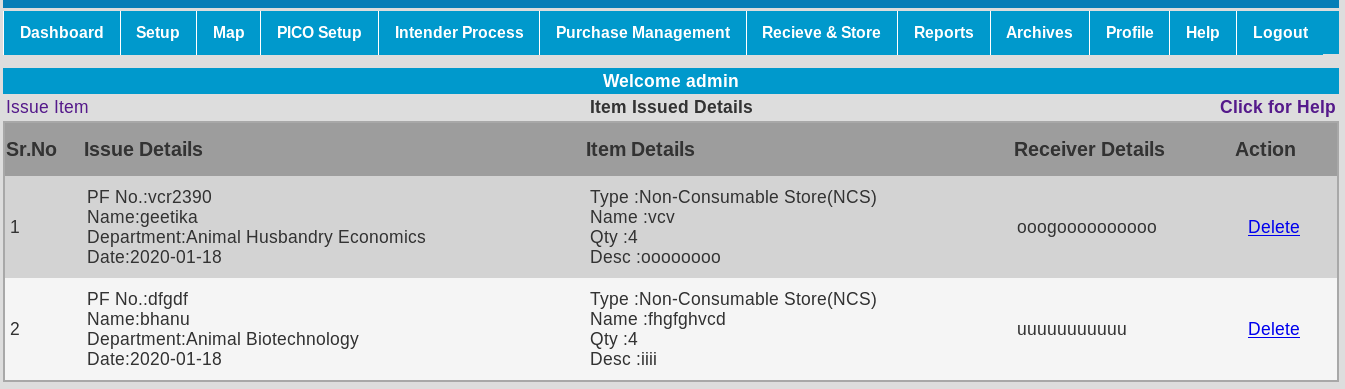 Dashboard Setup Map PICO Setup Intender Process Purchase Management Recieve & Store Reports Archives Profile Help Logout
Welcome admin
Issue Item Item Issued Details Click for Help
Sr.No Issue Details Item Details Receiver Details Action
1
PF No.:vcr2390
Name:geetika
Department:Animal Husbandry Economics
Date:2020-01-18
Type :Non-Consumable Store(NCS)
Name :vcv
Qty :4
Desc :oooooooo
ooogoooooooooo
Delete
2
PF No.:dfgdf
Name:bhanu
Department:Animal Biotechnology
Date:2020-01-18
Type :Non-Consumable Store(NCS)
Name :fhgfghvcd
Qty :4
Desc :iiii
uuuuuuuuuuu
Delete